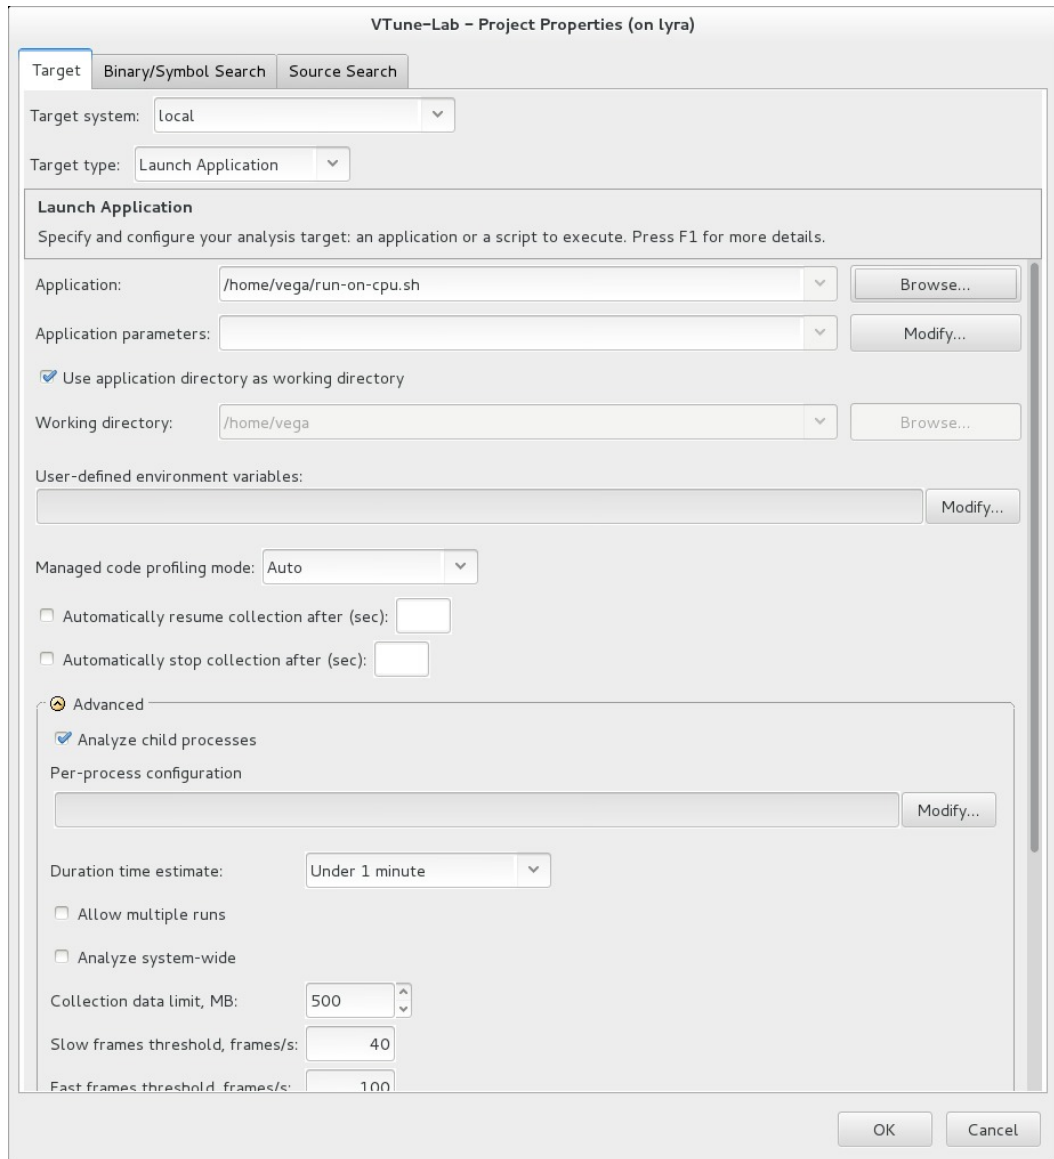 VTune-Lab – Project Properties (on lyra)
Target Binary/Symbol Search Source Search
Target system: local
Target type: Launch Application
Launch Application
Specify and configure your analysis target: an application or a script to execute. Press F1 for more details.
Application: /home/vega/run-on-cpu.sh Browse...
Application parameters: Modify...
Use application directory as working directory
Working directory: /home/vega Browse...
User-defined environment variables:
Modify...
Managed code profiling mode: Auto
Automatically resume collection after (sec):
Automatically stop collection after (sec):
Advanced
Analyze child processes
Per-process configuration
Modify...
Duration time estimate: Under 1 minute
Allow multiple runs
Analyze system-wide
Collection data limit, MB: 500
Slow frames threshold, frames/s: 40
Fast frames threshold, frames/s: 100
OK Cancel